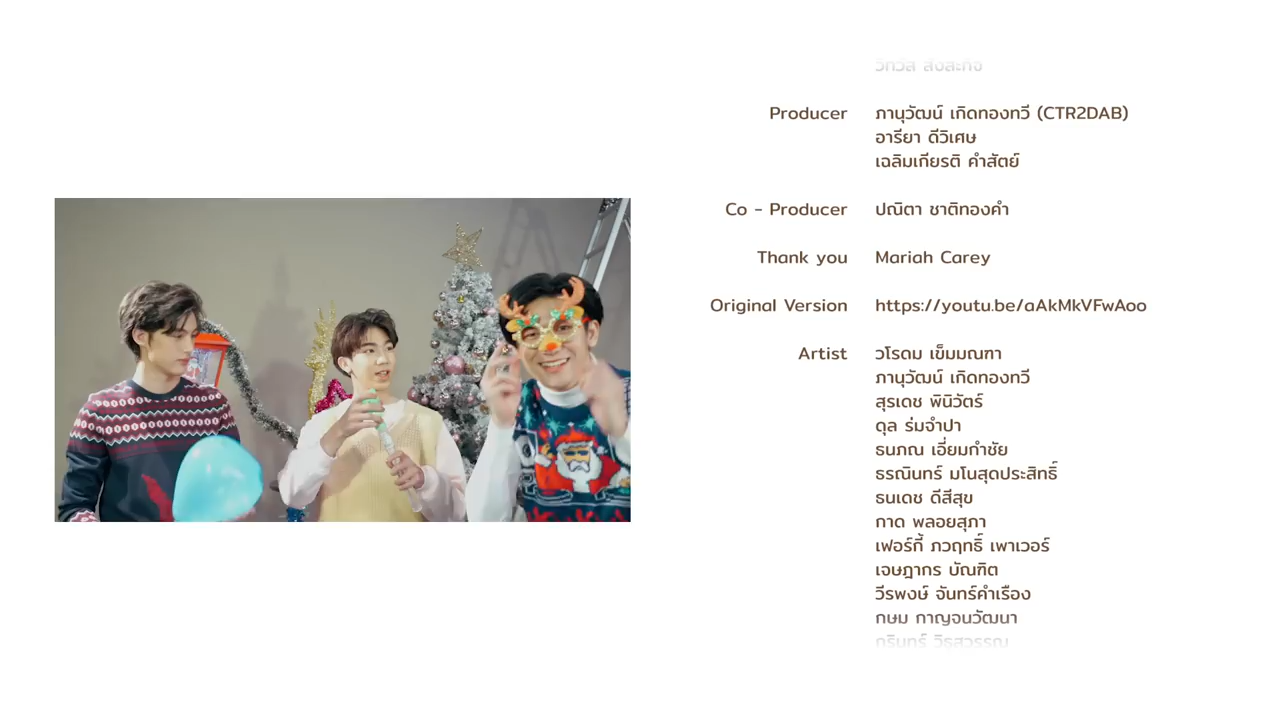 Producer ภานุวัฒน์ เกิดทองทวี (CTR2DAB)
อารียา ดีวิเศษ
เฉลิมเกียรติ คำสัตย์
Co - Producer ปณิตา ชาติทองคำ
Thank you Mariah Carey
Original Version https://youtu.be/aAkMkVFwAoo
Artist วโรดม เข็มมณฑา
ภานุวัฒน์ เกิดทองทวี
สุรเดช พินิวัตร์
ดุล ร่มจำปา
ธนภณ เอี่ยมกำชัย
ธรณินทร์ มโนสุดประสิทธิ์
ธนเดช ดีสีสุข
กาด พลอยสุภา
เฟอร์กี้ ภวฤทธิ์ เพาเวอร์
เจษฎากร บัณฑิต
วีรพงษ์ จันทร์คำเรือง
กษม กาญจนวัฒนา